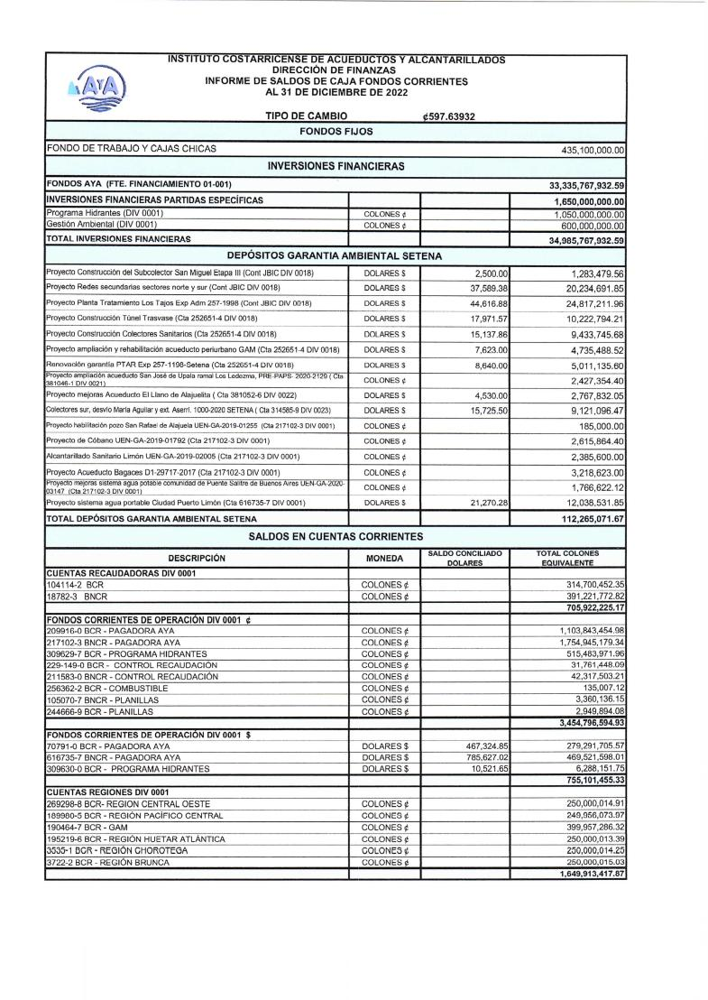 INSTITUTO COSTARRICENSE DE ACUEDUCTOS Y ALCANTARILLADOS
DIRECCIÓN DE FINANZAS
INFORME DE SALDOS DE CAJA FONDOS CORRIENTES
AL 31 DE DICIEMBRE DE 2022
AyA
TIPO DE CAMBIO ¢597.63932
FONDOS FIJOS
FONDO DE TRABAJO Y CAJAS CHICAS 435,100,000.00
INVERSIONES FINANCIERAS
FONDOS AYA (FTE. FINANCIAMIENTO 01-001) 33,335,767,932.59
INVERSIONES FINANCIERAS PARTIDAS ESPECÍFICAS 1,650,000,000.00
Programa Hidrantes (DIV 0001) COLONES ¢ 1,050,000,000.00
Gestión Ambiental (DIV 0001) COLONES ¢ 600,000,000.00
TOTAL INVERSIONES FINANCIERAS 34,985,767,932.59
DEPÓSITOS GARANTIA AMBIENTAL SETENA
Proyecto Construcción del Subcolector San Miguel Etapa III (Cont JBIC DIV 0018) DOLARES $ 2,500.00 1,283,479.56
Proyecto Redes secundarias sectores norte y sur (Cont JBIC DIV 0018) DOLARES $ 37,589.38 20,234,691.85
Proyecto Planta Tratamiento Los Tajos Exp Adm 257-1998 (Cont JBIC DIV 0018) DOLARES $ 44,616.88 24,817,211.96
Proyecto Construcción Túnel Trasvase (Cta 252651-4 DIV 0018) DOLARES $ 17,971.57 10,222,794.21
Proyecto Construcción Colectores Sanitarios (Cta 252651-4 DIV 0018) DOLARES $ 15,137.86 9,433,745.68
Proyecto ampliación y rehabilitación acueducto periurbano GAM (Cta 252651-4 DIV 0018) DOLARES $ 7,623.00 4,735,488.52
Renovación garantía PTAR Exp 257-1198-Setena (Cta 252651-4 DIV 0018) DOLARES $ 8,640.00 5,011,135.60
Proyecto ampliación acueducto San José de Upala ramal Los Ledezma, PRE-PAPS- 2020-2129 ( Cta
381046-1 DIV 0021) COLONES ¢ 2,427,354.40
Proyecto mejoras Acueducto El Llano de Alajuelita ( Cta 381052-6 DIV 0022) DOLARES $ 4,530.00 2,767,832.05
Colectores sur, desvío María Aguilar y ext. Aserrí. 1000-2020 SETENA ( Cta 314585-9 DIV 0023) DOLARES $ 15,725.50 9,121,096.47
Proyecto habilitación pozo San Rafael de Alajuela UEN-GA-2019-01255 (Cta 217102-3 DIV 0001) COLONES ¢ 185,000.00
Proyecto de Cóbano UEN-GA-2019-01792 (Cta 217102-3 DIV 0001) COLONES ¢ 2,615,864.40
Alcantarillado Sanitario Limón UEN-GA-2019-02005 (Cta 217102-3 DIV 0001) COLONES ¢ 2,385,600.00
Proyecto Acueducto Bagaces D1-29717-2017 (Cta 217102-3 DIV 0001) COLONES ¢ 3,218,623.00
Proyecto mejoras sistema agua potable comunidad de Puente Salitre de Buenos Aires UEN-GA-2020-
03147 (Cta 217102-3 DIV 0001) COLONES ¢ 1,766,622.12
Proyecto sistema agua portable Ciudad Puerto Limón (Cta 616735-7 DIV 0001) DOLARES $ 21,270.28 12,038,531.85
TOTAL DEPÓSITOS GARANTIA AMBIENTAL SETENA 112,265,071.67
SALDOS EN CUENTAS CORRIENTES
DESCRIPCIÓN MONEDA SALDO CONCILIADO DOLARES TOTAL COLONES EQUIVALENTE
CUENTAS RECAUDADORAS DIV 0001
104114-2 BCR COLONES ¢ 314,700,452.35
18782-3 BNCR COLONES ¢ 391,221,772.82
705,922,225.17
FONDOS CORRIENTES DE OPERACIÓN DIV 0001 ¢
209916-0 BCR - PAGADORA AYA COLONES ¢ 1,103,843,454.98
217102-3 BNCR - PAGADORA AYA COLONES ¢ 1,754,945,179.34
309629-7 BCR - PROGRAMA HIDRANTES COLONES ¢ 515,483,971.96
229-149-0 BCR - CONTROL RECAUDACIÓN COLONES ¢ 31,761,448.09
211583-0 BNCR - CONTROL RECAUDACIÓN COLONES ¢ 42,317,503.21
256362-2 BCR - COMBUSTIBLE COLONES ¢ 135,007.12
105070-7 BNCR - PLANILLAS COLONES ¢ 3,360,136.15
244666-9 BCR - PLANILLAS COLONES ¢ 2,949,894.08
3,454,796,594.93
FONDOS CORRIENTES DE OPERACIÓN DIV 0001 $
70791-0 BCR - PAGADORA AYA DOLARES $ 467,324.85 279,291,705.57
616735-7 BNCR - PAGADORA AYA DOLARES $ 785,627.02 469,521,598.01
309630-0 BCR - PROGRAMA HIDRANTES DOLARES $ 10,521.65 6,288,151.75
755,101,455.33
CUENTAS REGIONES DIV 0001
269298-8 BCR- REGION CENTRAL OESTE COLONES ¢ 250,000,014.91
189980-5 BCR - REGIÓN PACÍFICO CENTRAL COLONES ¢ 249,956,073.97
190464-7 BCR - GAM COLONES ¢ 399,957,286.32
195219-6 BCR - REGIÓN HUETAR ATLÁNTICA COLONES ¢ 250,000,013.39
3535-1 BCR - REGIÓN CHOROTEGA COLONES ¢ 250,000,014.25
3722-2 BCR - REGIÓN BRUNCA COLONES ¢ 250,000,015.03
1,649,913,417.87